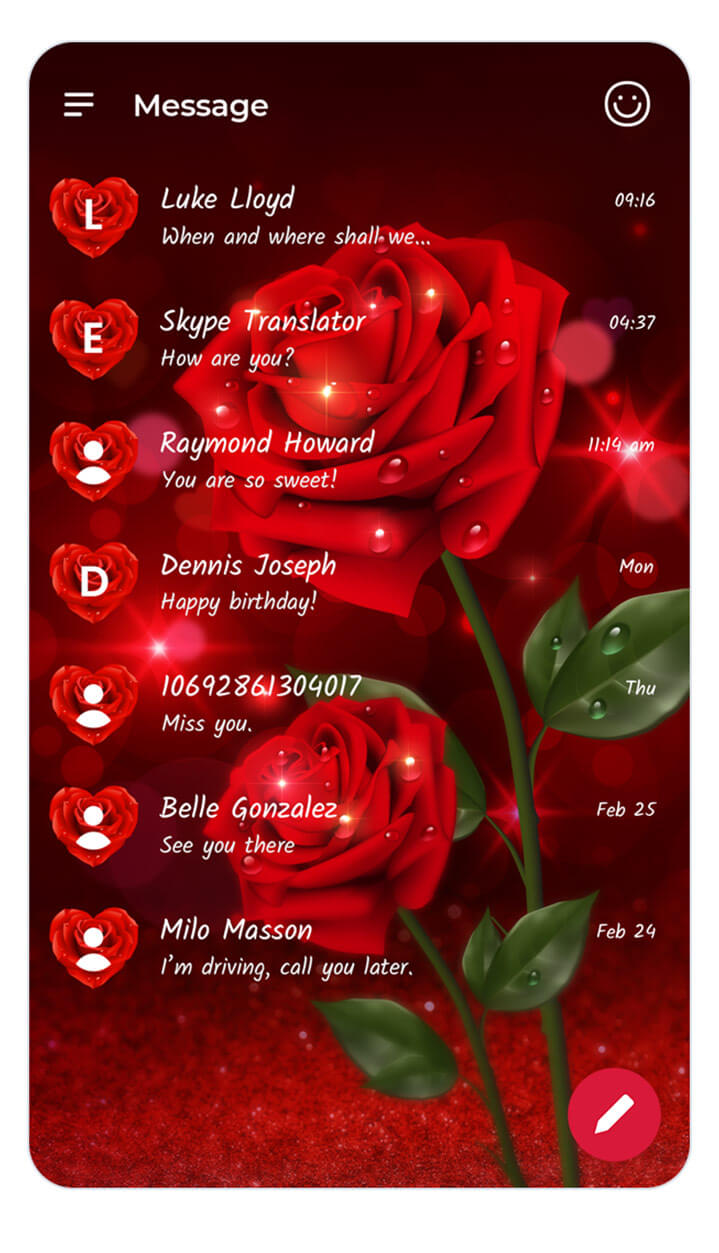 Message
L
Luke Lloyd
09:16
When and where shall we...
E
Skype Translator
04:37
How are you?
Raymond Howard
11:14 am
You are so sweet!
D
Dennis Joseph
Mon
Happy birthday!
10692861304017
Thu
Miss you.
Belle Gonzalez
Feb 25
See you there
Milo Masson
Feb 24
I'm driving, call you later.